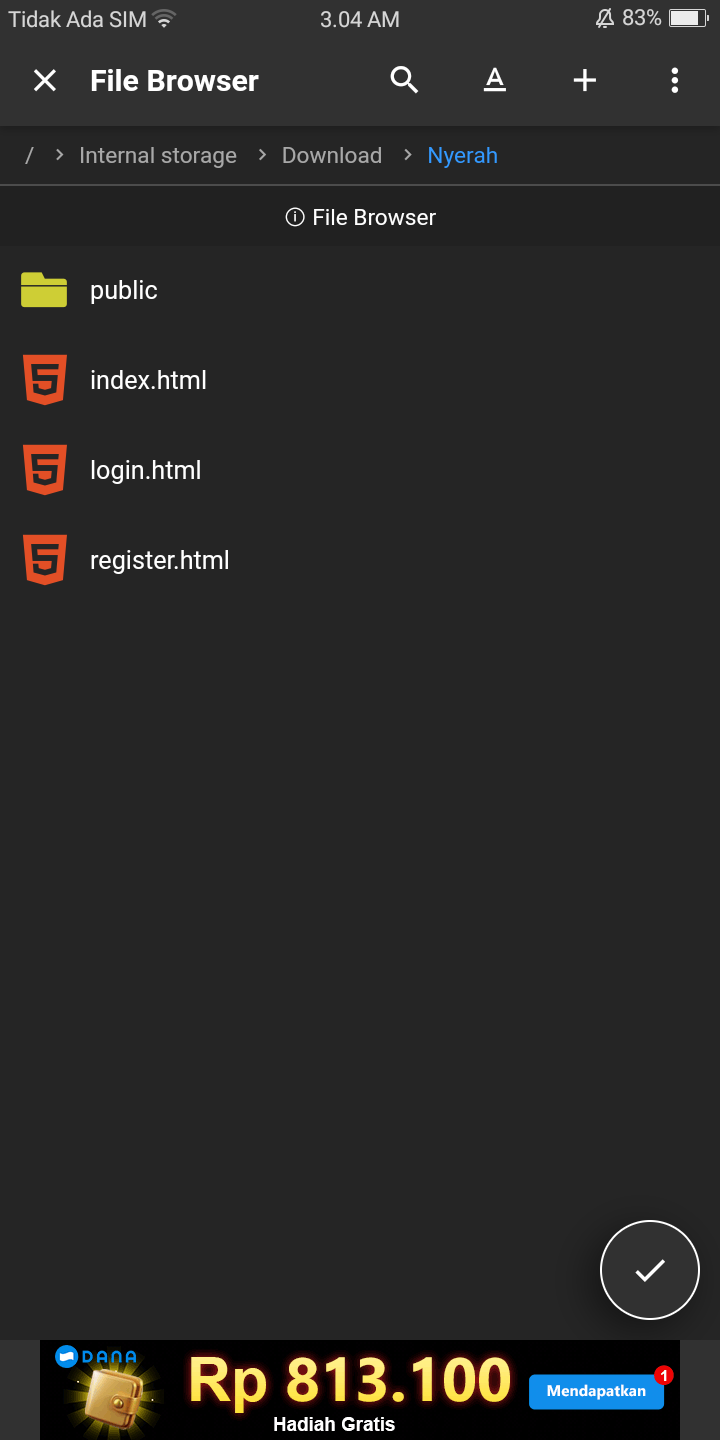 Tidak Ada SIM 3.04 AM 83%
File Browser A
/ > Internal storage > Download > Nyerah
File Browser
public
index.html
login.html
register.html
DANA
Rp 813.100
Hadiah Gratis
Mendapatkan
1